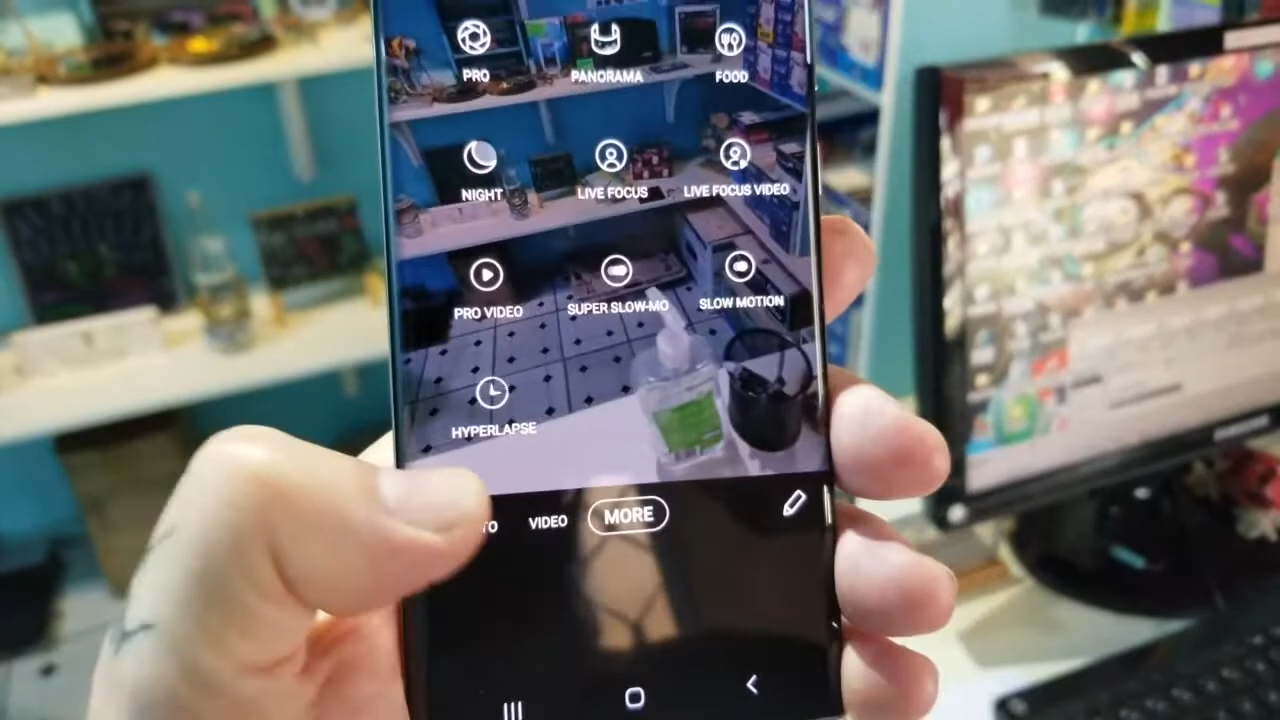 PRO PANORAMA FOOD
NIGHT LIVE FOCUS LIVE FOCUS VIDEO
PRO VIDEO SUPER SLOW-MO SLOW MOTION
HYPERLAPSE
TO VIDEO MORE